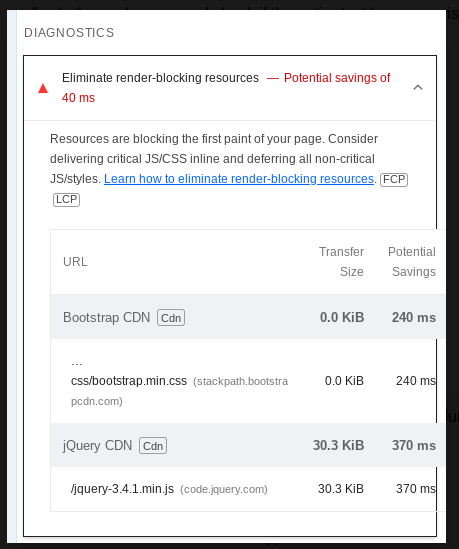 DIAGNOSTICS
Eliminate render-blocking resources — Potential savings of
40 ms
Resources are blocking the first paint of your page. Consider
delivering critical JS/CSS inline and deferring all non-critical
JS/styles. Learn how to eliminate render-blocking resources. FCP
LCP
URL Transfer Size Potential Savings
Bootstrap CDN Cdn 0.0 KiB 240 ms
…
css/bootstrap.min.css (stackpath.bootstra 0.0 KiB 240 ms
pcdn.com)
jQuery CDN Cdn 30.3 KiB 370 ms
/jquery-3.4.1.min.js (code.jquery.com) 30.3 KiB 370 ms